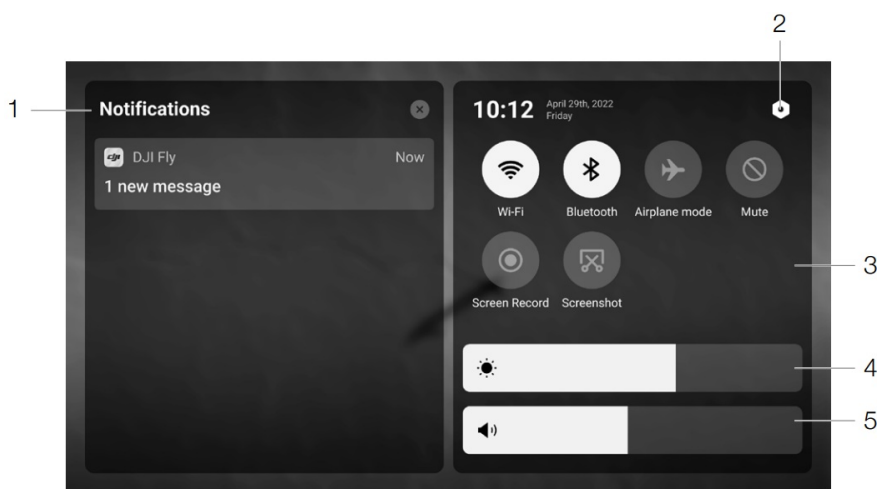 2
1
Notifications
dji DJI Fly Now
1 new message
10:12
April 29th, 2022
Friday
Wi-Fi Bluetooth Airplane mode Mute
3
Screen Record Screenshot
4
5